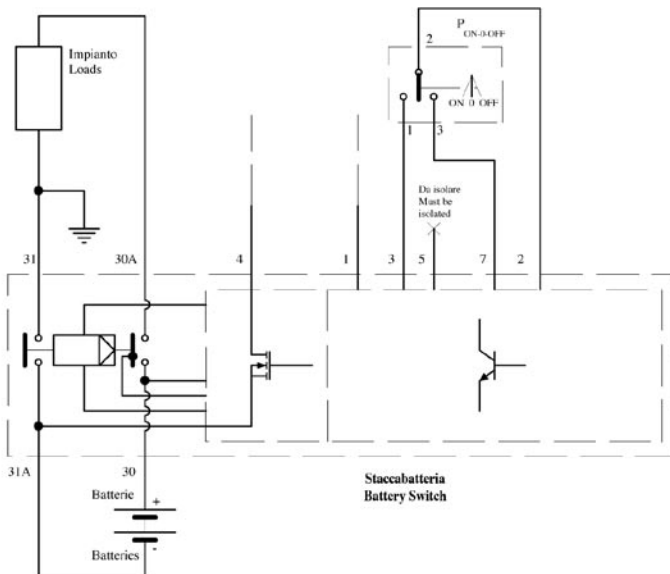 P ON-0-OFF
2
Impianto
Loads
ON 0 OFF
1 3
Da isolare
Must be
isolated
31 30A 4 1 3 5 7 2
31A 30
Staccabatteria
Battery Switch
Batterie
+
-
Batteries